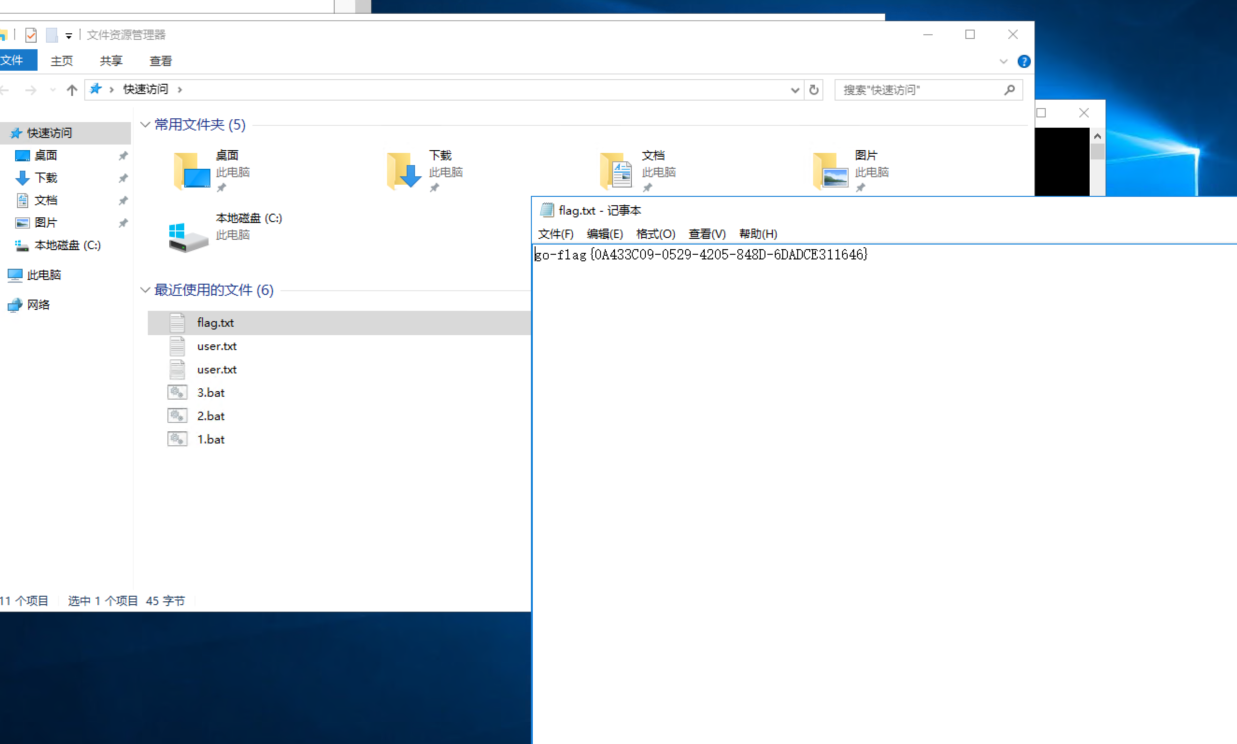 文件资源管理器
文件 主页 共享 查看
快速访问
搜索"快速访问"
快速访问
桌面
下载
文档
图片
本地磁盘 (C:)
此电脑
网络
常用文件夹 (5)
桌面
此电脑
下载
此电脑
文档
此电脑
图片
此电脑
本地磁盘 (C:)
此电脑
最近使用的文件 (6)
flag.txt
user.txt
user.txt
3.bat
2.bat
1.bat
11 个项目 选中 1 个项目 45 字节
flag.txt - 记事本
文件(F) 编辑(E) 格式(O) 查看(V) 帮助(H)
go-flag{0A433C09-0529-4205-848D-6DADCE311646}